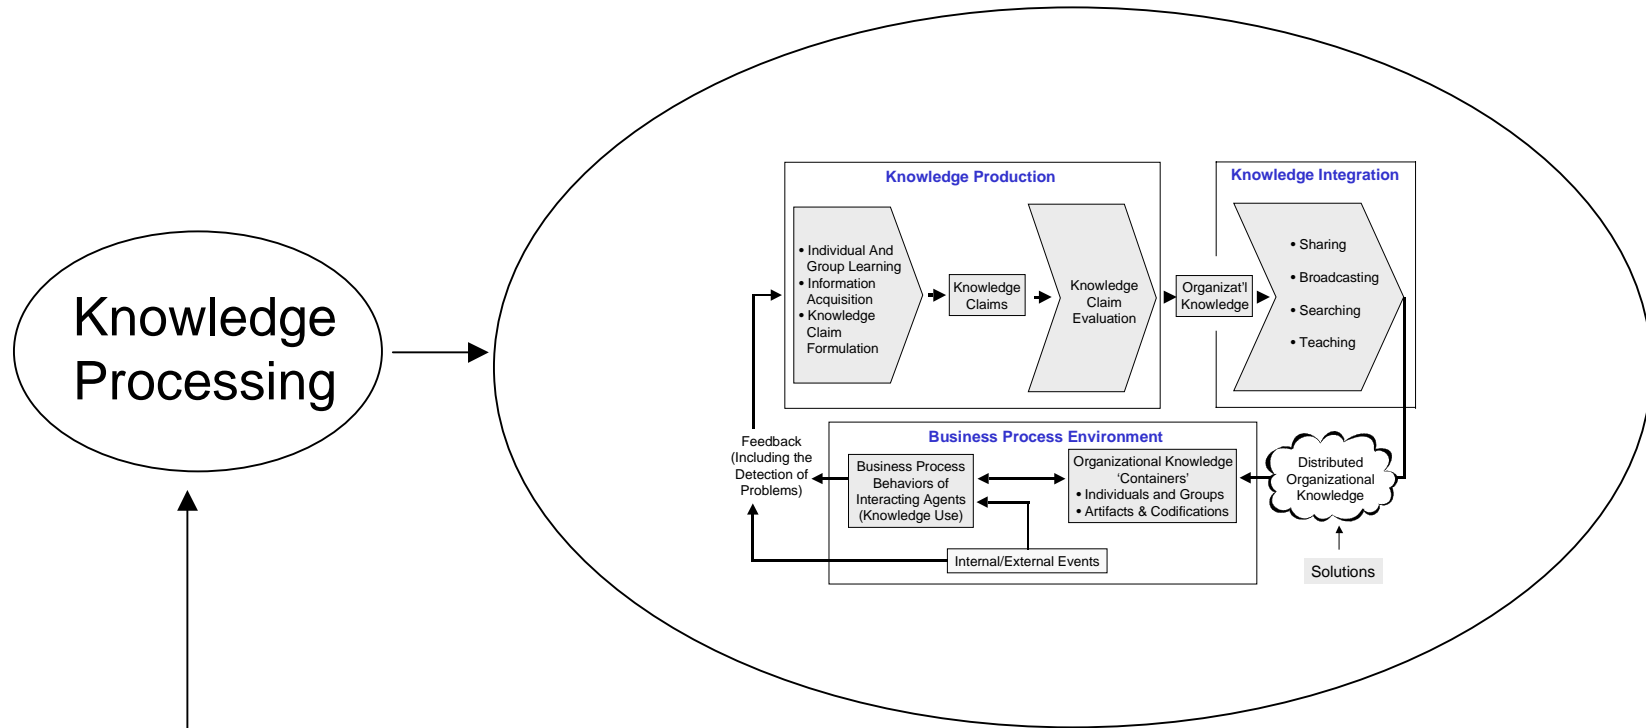 Knowledge
Processing
Knowledge Production
• Individual And
Group Learning
• Information
Acquisition
• Knowledge
Claim
Formulation
Knowledge
Claims
Knowledge
Claim
Evaluation
Organizat'l
Knowledge
Knowledge Integration
• Sharing
• Broadcasting
• Searching
• Teaching
Feedback
(Including the
Detection of
Problems)
Business Process Environment
Business Process
Behaviors of
Interacting Agents
(Knowledge Use)
Organizational Knowledge
'Containers'
• Individuals and Groups
• Artifacts & Codifications
Internal/External Events
Distributed
Organizational
Knowledge
Solutions